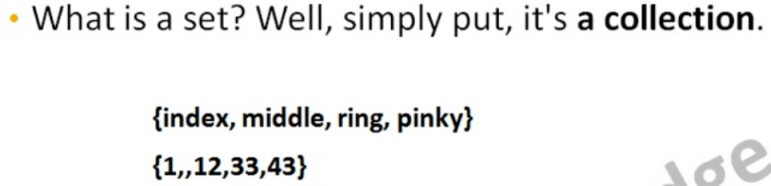 • What is a set? Well, simply put, it's a collection.
{index, middle, ring, pinky}
{1,,12,33,43}